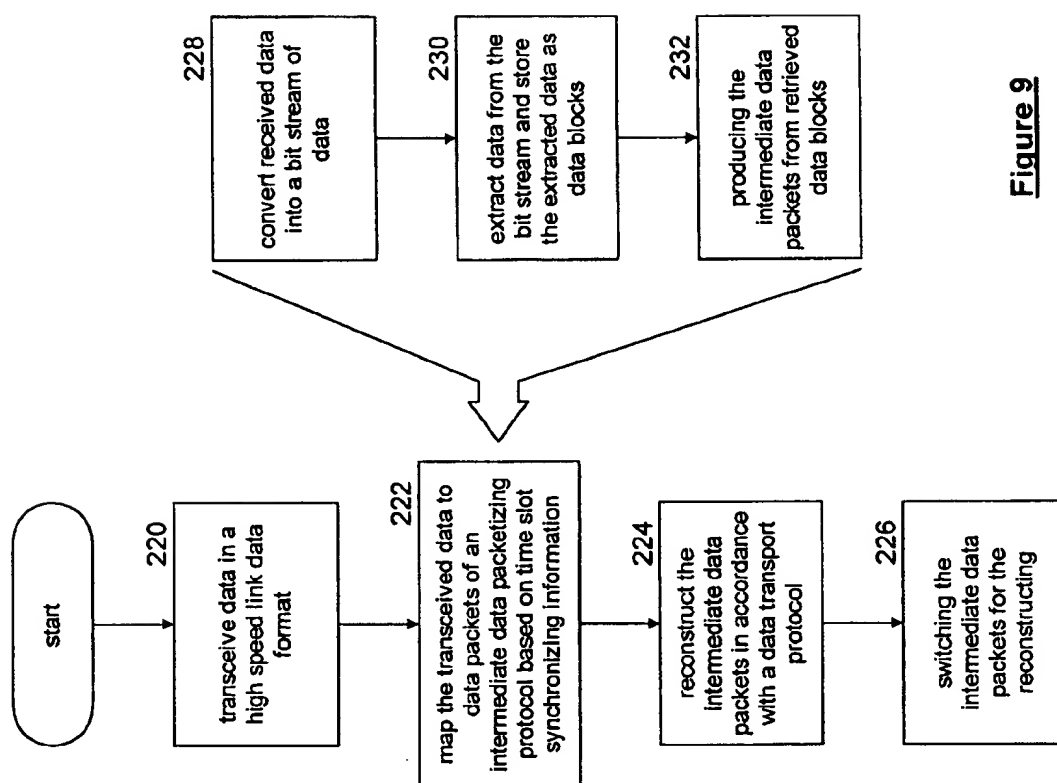 start
220
transceive data in a
high speed link data
format
222
map the transceived data to
data packets of an
intermediate data packetizing
protocol based on time slot
synchronizing information
224
reconstruct the
intermediate data
packets in accordance
with a data transport
protocol
226
switching the
intermediate data
packets for the
reconstructing
228
convert received data
into a bit stream of
data
230
extract data from the
bit stream and store
the extracted data as
data blocks
232
producing the
intermediate data
packets from retrieved
data blocks
Figure 9